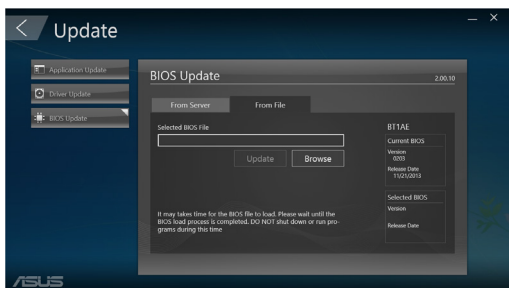 Update
Application Update
Driver Update
BIOS Update
BIOS Update
2.00.10
From Server
From File
Selected BIOS File
Update
Browse
It may takes time for the BIOS file to load. Please wait until the
BIOS load process is completed. DO NOT shut down or run pro-
grams during this time
BT1AE
Current BIOS
Version
0203
Release Date
11/21/2013
Selected BIOS
Version
Release Date
ASUS